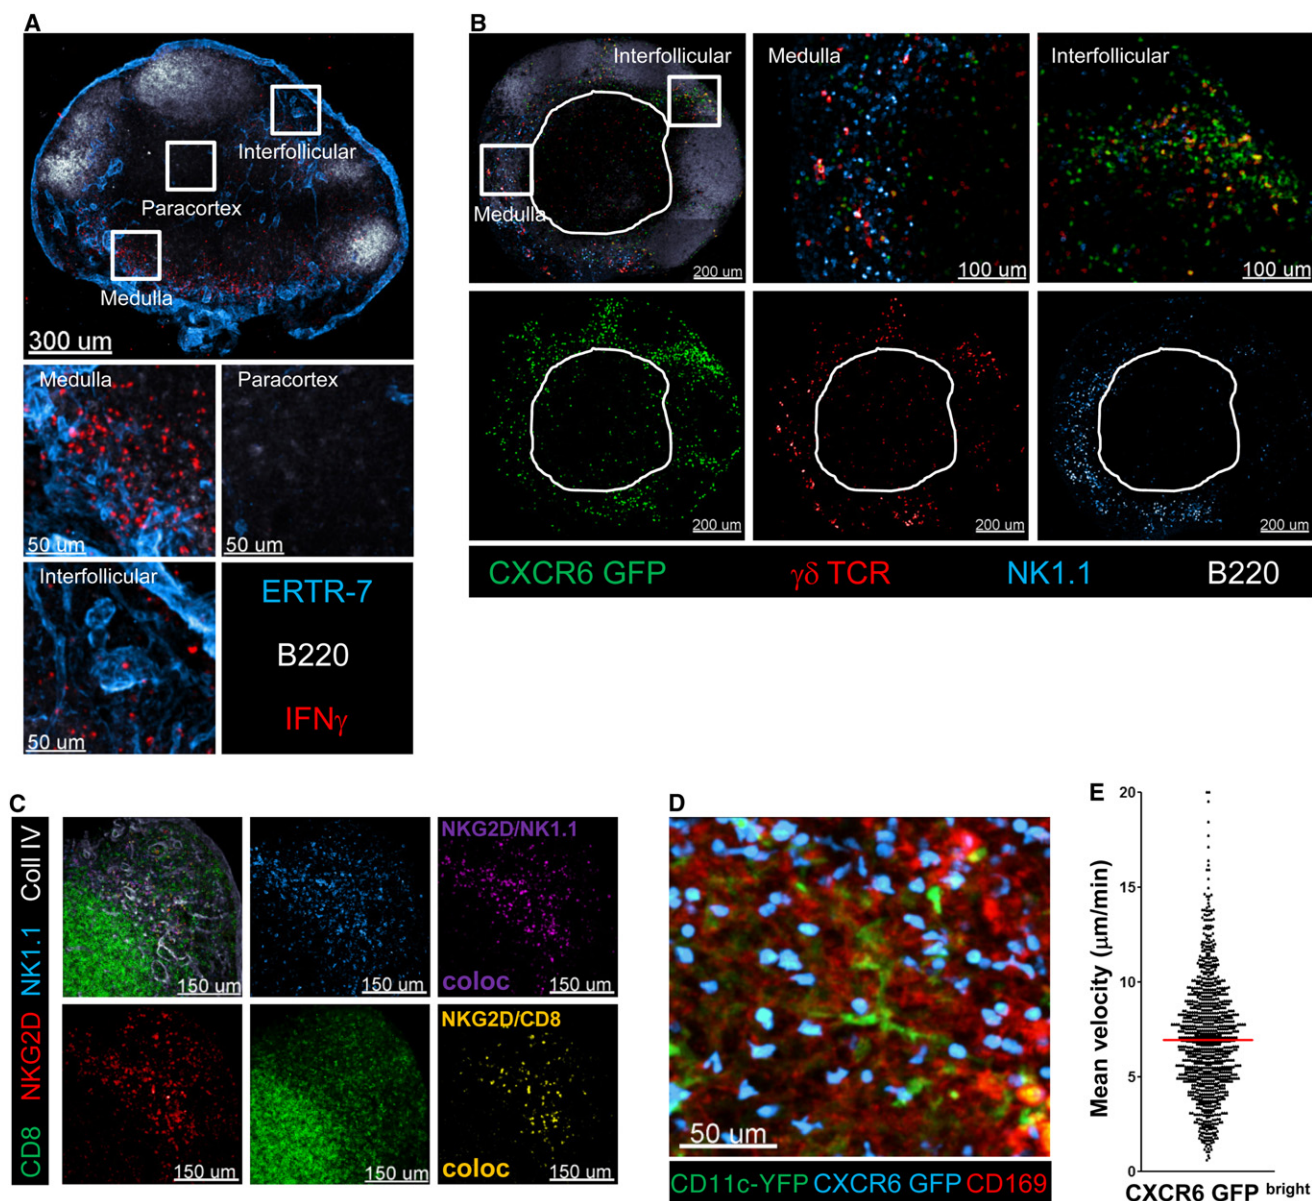 A
Interfollicular
Paracortex
Medulla
300 um
Medulla
Paracortex
50 um
50 um
Interfollicular
50 um
ERTR-7
B220
IFNγ
B
Interfollicular
Medulla
200 um
Medulla
100 um
Interfollicular
100 um
200 um
200 um
200 um
CXCR6 GFP γδ TCR NK1.1 B220
C
CD8 NKG2D NK1.1 Coll IV
150 um
150 um
NKG2D/NK1.1
coloc
150 um
150 um
150 um
NKG2D/CD8
coloc
150 um
D
50 um
CD11c-YFP CXCR6 GFP CD169
E
Mean velocity (μm/min)
20
15
10
5
0
CXCR6 GFP bright